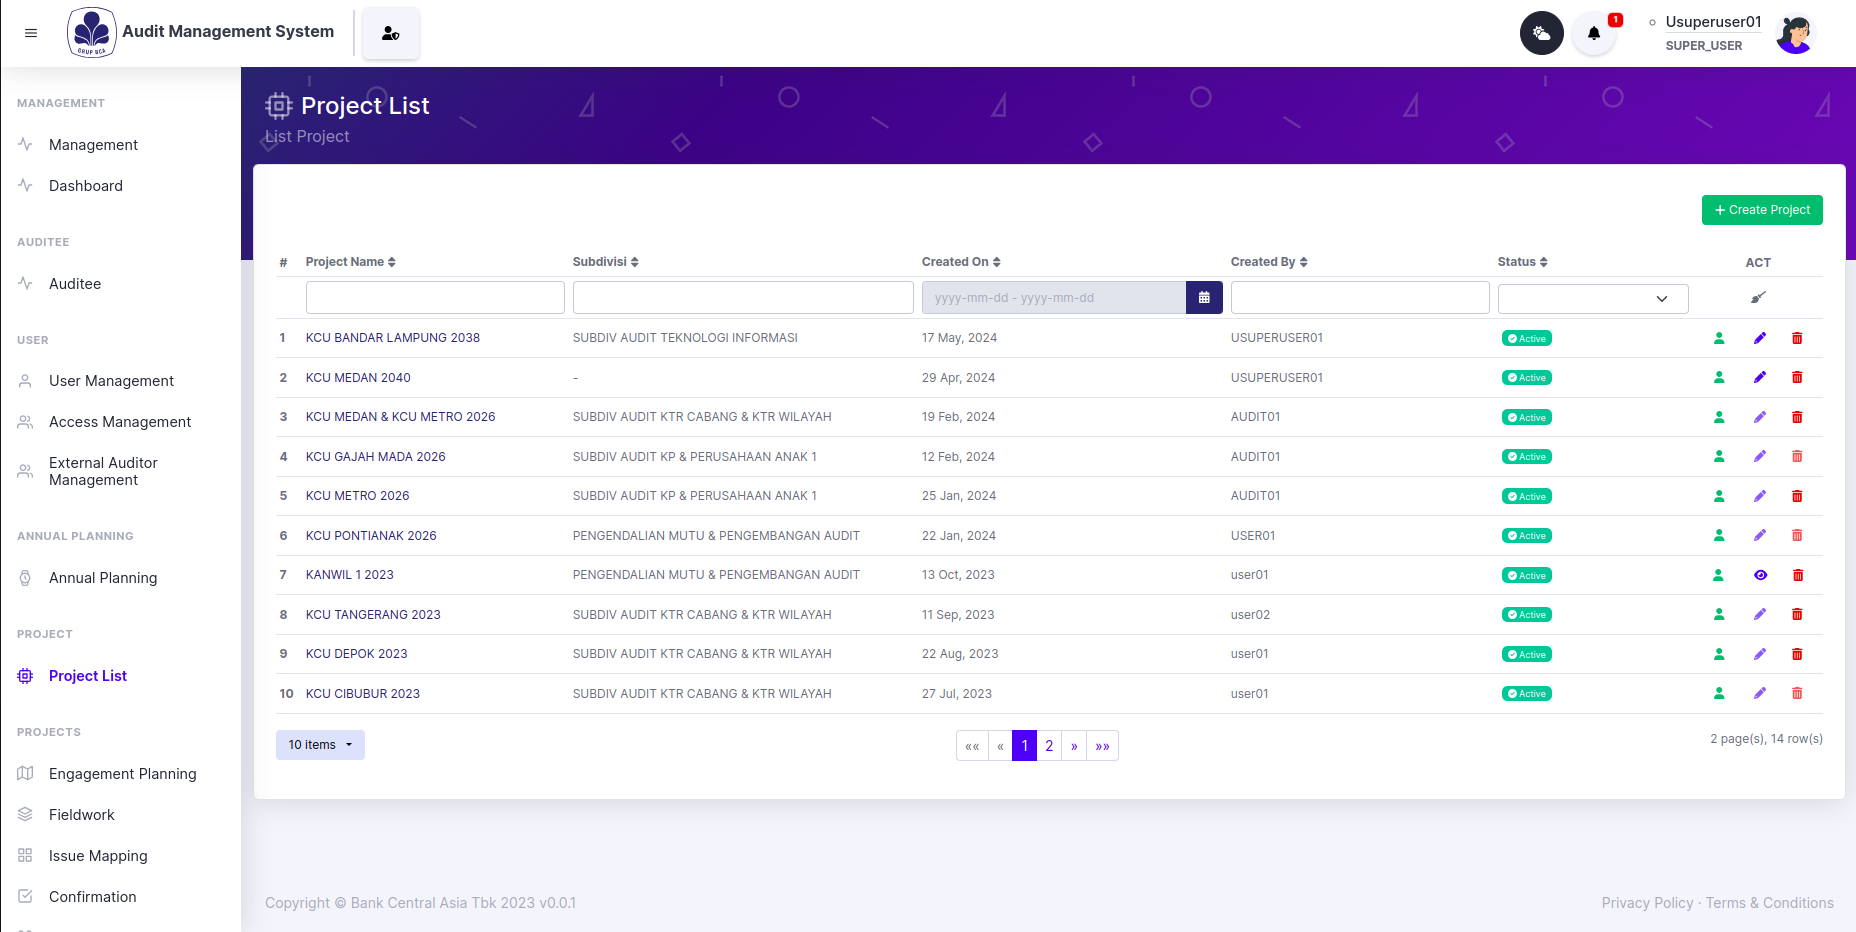 GRUP BCA
Audit Management System
1
Usuperuser01
SUPER_USER
MANAGEMENT
Management
Dashboard
AUDITEE
Auditee
USER
User Management
Access Management
External Auditor
Management
ANNUAL PLANNING
Annual Planning
PROJECT
Project List
PROJECTS
Engagement Planning
Fieldwork
Issue Mapping
Confirmation
Project List
List Project
+ Create Project
# Project Name Subdivisi Created On Created By Status ACT
yyyy-mm-dd - yyyy-mm-dd
1 KCU BANDAR LAMPUNG 2038 SUBDIV AUDIT TEKNOLOGI INFORMASI 17 May, 2024 USUPERUSER01 Active
2 KCU MEDAN 2040 - 29 Apr, 2024 USUPERUSER01 Active
3 KCU MEDAN & KCU METRO 2026 SUBDIV AUDIT KTR CABANG & KTR WILAYAH 19 Feb, 2024 AUDIT01 Active
4 KCU GAJAH MADA 2026 SUBDIV AUDIT KP & PERUSAHAAN ANAK 1 12 Feb, 2024 AUDIT01 Active
5 KCU METRO 2026 SUBDIV AUDIT KP & PERUSAHAAN ANAK 1 25 Jan, 2024 AUDIT01 Active
6 KCU PONTIANAK 2026 PENGENDALIAN MUTU & PENGEMBANGAN AUDIT 22 Jan, 2024 USER01 Active
7 KANWIL 1 2023 PENGENDALIAN MUTU & PENGEMBANGAN AUDIT 13 Oct, 2023 user01 Active
8 KCU TANGERANG 2023 SUBDIV AUDIT KTR CABANG & KTR WILAYAH 11 Sep, 2023 user02 Active
9 KCU DEPOK 2023 SUBDIV AUDIT KTR CABANG & KTR WILAYAH 22 Aug, 2023 user01 Active
10 KCU CIBUBUR 2023 SUBDIV AUDIT KTR CABANG & KTR WILAYAH 27 Jul, 2023 user01 Active
10 items
«« « 1 2 » »»
2 page(s), 14 row(s)
Copyright © Bank Central Asia Tbk 2023 v0.0.1
Privacy Policy · Terms & Conditions